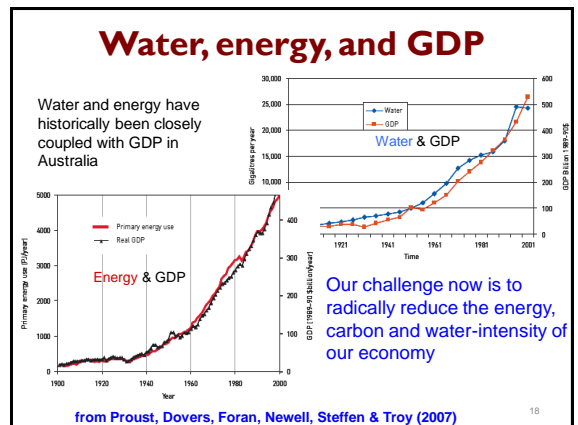 Water, energy, and GDP
Water and energy have
historically been closely
coupled with GDP in
Australia
30,000
25,000
20,000
15,000
10,000
Gigalitres per year
Water
GDP
Water & GDP
600
500
400
300
200
100
0
GDP Billion 1989-90$
1921
1941
1961
1981
2001
Time
5000
4000
3000
2000
1000
0
Primary energy use (PJ/year)
Primary energy use
Real GDP
Energy & GDP
400
300
200
100
0
GDP [1989-90 $billion/year]
1900
1920
1940
1960
1980
2000
Year
Our challenge now is to
radically reduce the energy,
carbon and water-intensity of
our economy
from Proust, Dovers, Foran, Newell, Steffen & Troy (2007)
18